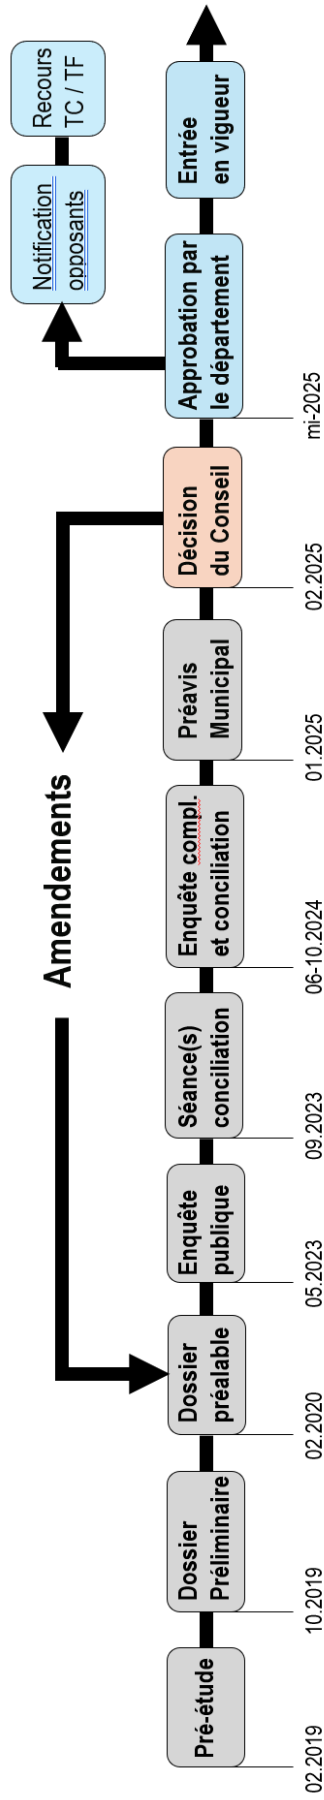 Recours
TC / TF
Notification
opposants
Amendements
Pré-étude
Dossier
Préliminaire
Dossier
préalable
Enquête
publique
Séance(s)
conciliation
Enquête compl.
et conciliation
Préavis
Municipal
Décision
du Conseil
Approbation par
le département
Entrée
en vigueur
02.2019
10.2019
02.2020
05.2023
09.2023
06-10.2024
01.2025
02.2025
mi-2025